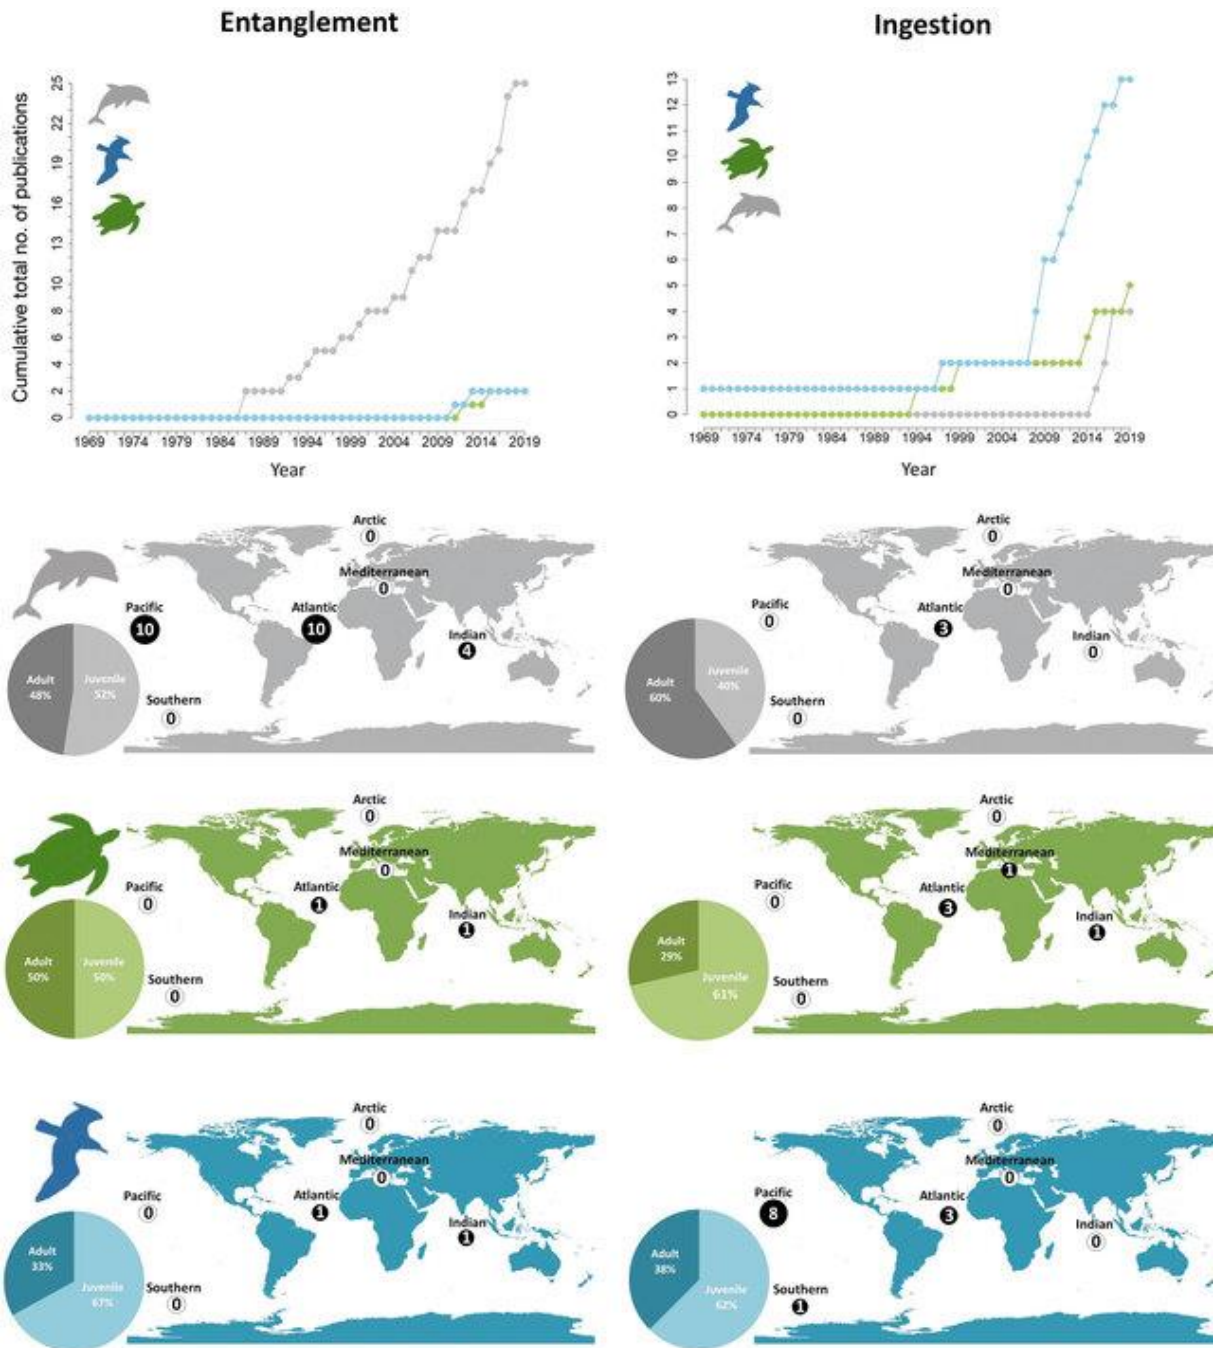 Entanglement
Ingestion
Cumulative total no. of publications
25
22
19
16
13
10
8
6
4
2
0
1969 1974 1979 1984 1989 1994 1999 2004 2009 2014 2019
Year
13
12
11
10
9
8
7
6
5
4
3
2
1
0
1969 1974 1979 1984 1989 1994 1999 2004 2009 2014 2019
Year
Arctic
0
Mediterranean
0
Pacific
10
Atlantic
10
Indian
4
Southern
0
Adult
48%
Juvenile
52%
Arctic
0
Mediterranean
0
Pacific
0
Atlantic
3
Indian
0
Southern
0
Adult
60%
Juvenile
40%
Arctic
0
Mediterranean
0
Pacific
0
Atlantic
1
Indian
1
Southern
0
Adult
50%
Juvenile
50%
Arctic
0
Mediterranean
1
Pacific
0
Atlantic
3
Indian
1
Southern
0
Adult
29%
Juvenile
61%
Arctic
0
Mediterranean
0
Pacific
0
Atlantic
1
Indian
1
Southern
0
Adult
33%
Juvenile
67%
Arctic
0
Mediterranean
0
Pacific
8
Atlantic
3
Indian
0
Southern
1
Adult
38%
Juvenile
62%